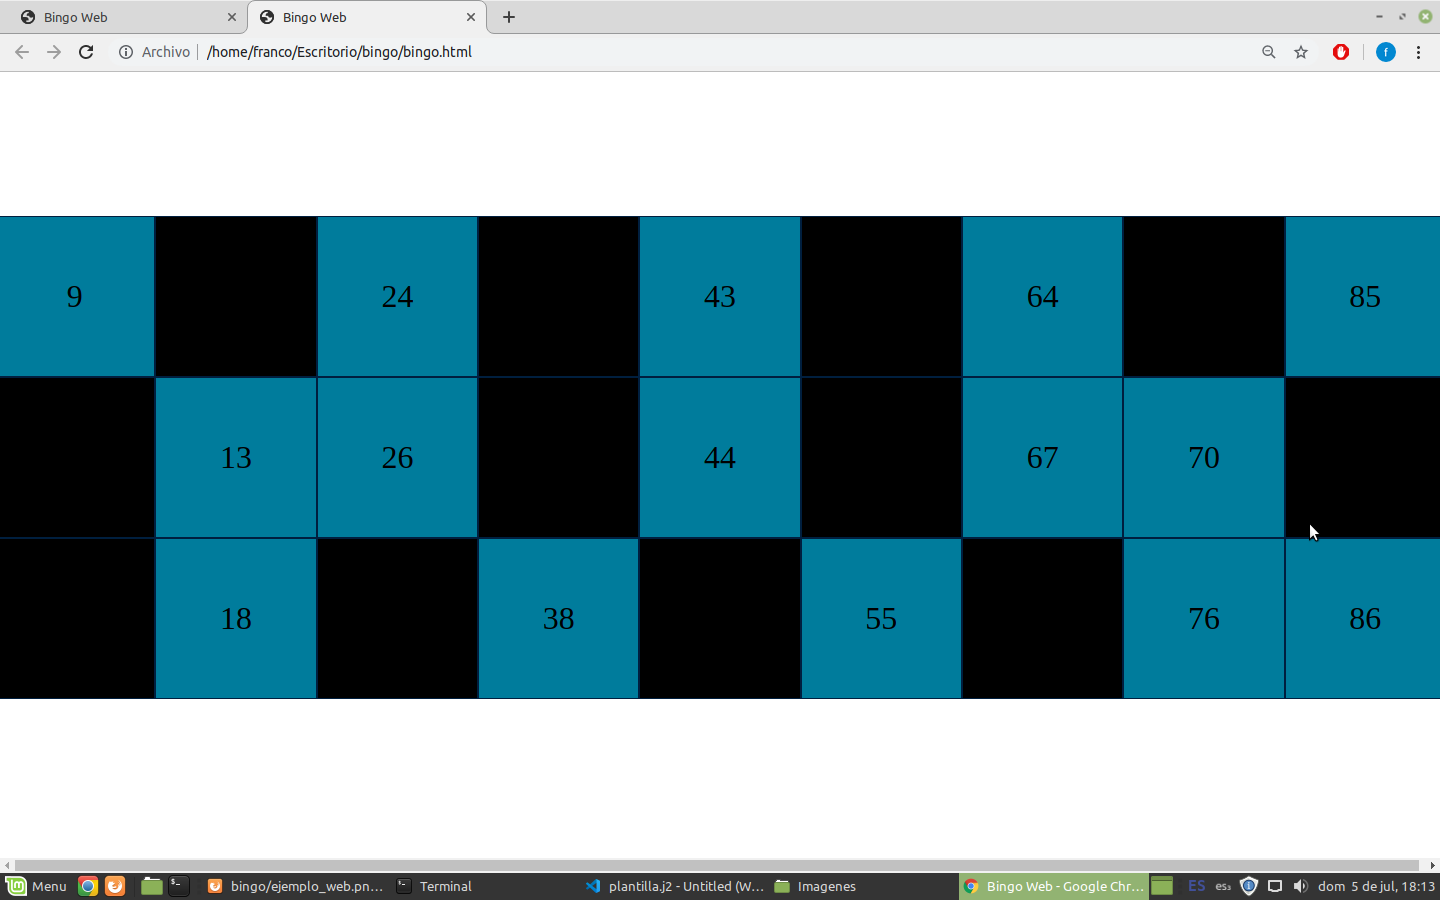 Bingo Web
Bingo Web
Archivo
/home/franco/Escritorio/bingo/bingo.html
f
9 24 43 64 85
13 26 44 67 70
18 38 55 76 86
Menu
bingo/ejemplo_web.pn...
Terminal
plantilla.j2 - Untitled (W...
Imagenes
Bingo Web - Google Chr...
ES
es₃
dom 5 de jul, 18:13